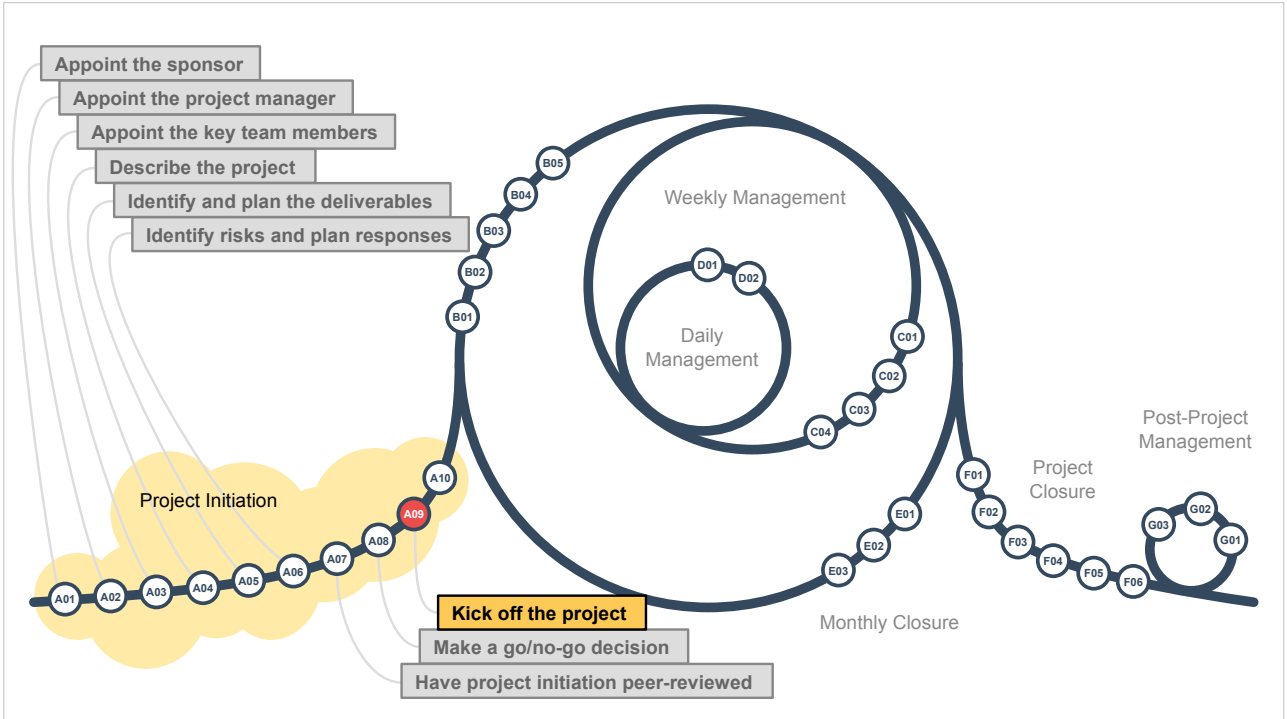 Appoint the sponsor
Appoint the project manager
Appoint the key team members
Describe the project
Identify and plan the deliverables
Identify risks and plan responses
B05
B04
B03
B02
B01
Weekly Management
D01
D02
Daily
Management
C01
C02
C03
C04
Post-Project
Management
Project
Closure
Project Initiation
A10
A09
A08
A07
A06
A05
A04
A03
A02
A01
E01
E02
E03
F01
F02
F03
F04
F05
F06
G03
G02
G01
Kick off the project
Make a go/no-go decision
Have project initiation peer-reviewed
Monthly Closure